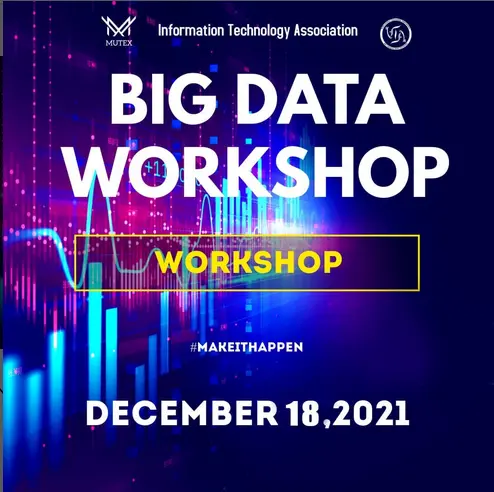 MUTEX
Information Technology Association
BIG DATA
WORKSHOP
WORKSHOP
#MAKEITHAPPEN
DECEMBER 18,2021